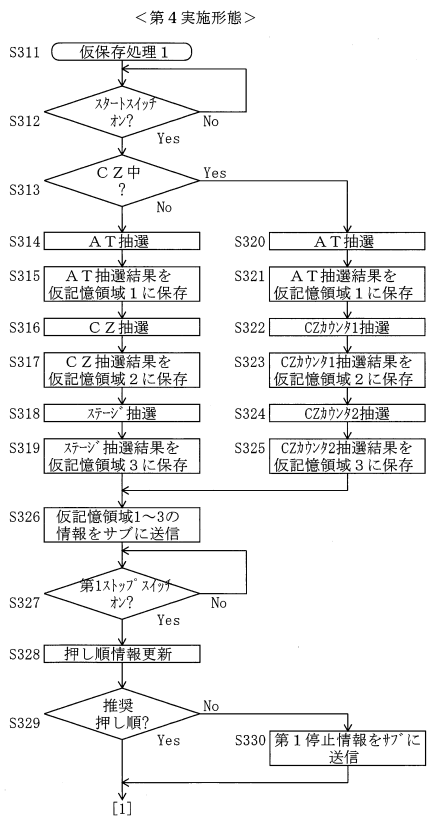 ＜第４実施形態＞
S311
仮保存処理１
S312
ｽﾀｰﾄｽｲｯﾁ
ｵﾝ?
No
Yes
S313
ＣＺ中
？
Yes
No
S314
ＡＴ抽選
S315
ＡＴ抽選結果を
仮記憶領域１に保存
S316
ＣＺ抽選
S317
ＣＺ抽選結果を
仮記憶領域２に保存
S318
ｽﾃｰｼﾞ抽選
S319
ｽﾃｰｼﾞ抽選結果を
仮記憶領域３に保存
S320
ＡＴ抽選
S321
ＡＴ抽選結果を
仮記憶領域１に保存
S322
CZｶｳﾝﾀ1抽選
S323
CZｶｳﾝﾀ1抽選結果を
仮記憶領域２に保存
S324
CZｶｳﾝﾀ2抽選
S325
CZｶｳﾝﾀ2抽選結果を
仮記憶領域３に保存
S326
仮記憶領域1～3の
情報をサブに送信
S327
第1ｽﾄｯﾌﾟｽｲｯﾁ
ｵﾝ?
No
Yes
S328
押し順情報更新
S329
推奨
押し順?
No
Yes
S330
第１停止情報をｻﾌﾞに
送信
[1]